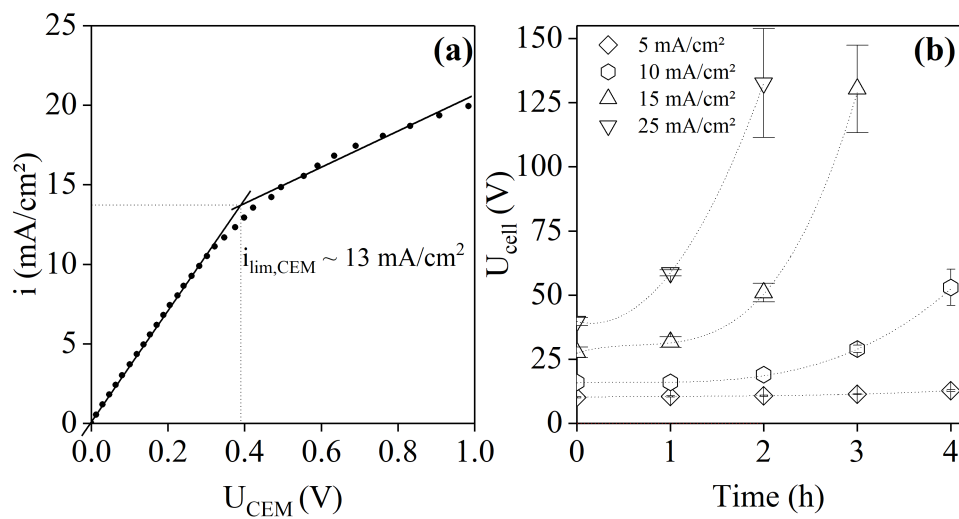 (a)
25
20
15
10
5
0
i (mA/cm²)
i_lim,CEM ~ 13 mA/cm²
0.0 0.2 0.4 0.6 0.8 1.0
U_CEM (V)
(b)
5 mA/cm²
10 mA/cm²
15 mA/cm²
25 mA/cm²
150
125
100
75
50
25
0
U_cell (V)
0 1 2 3 4
Time (h)